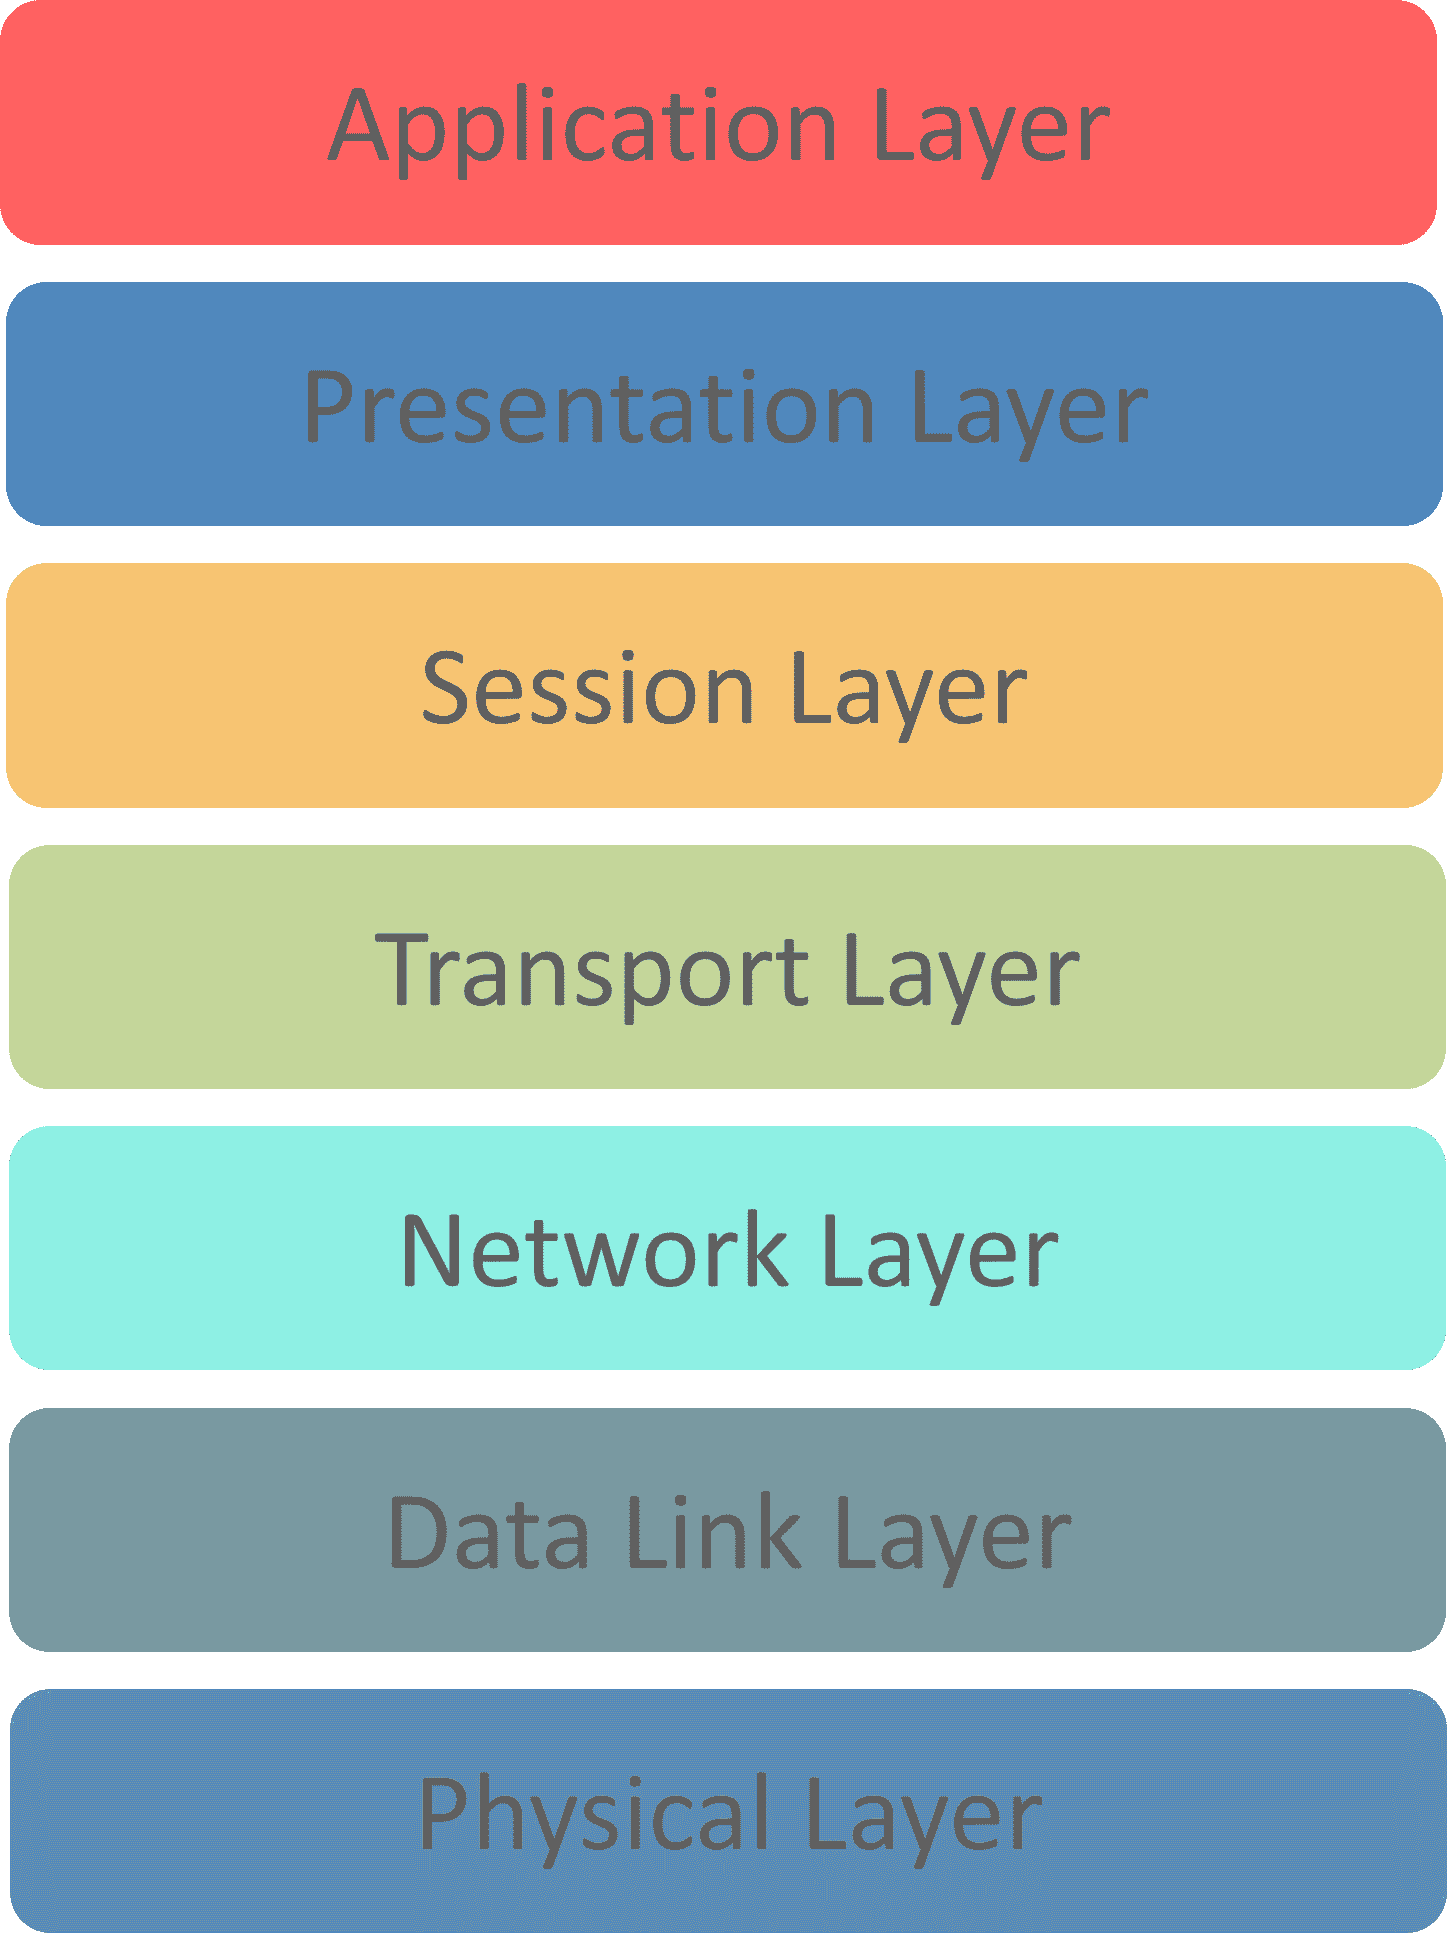 Application Layer
Presentation Layer
Session Layer
Transport Layer
Network Layer
Data Link Layer
Physical Layer